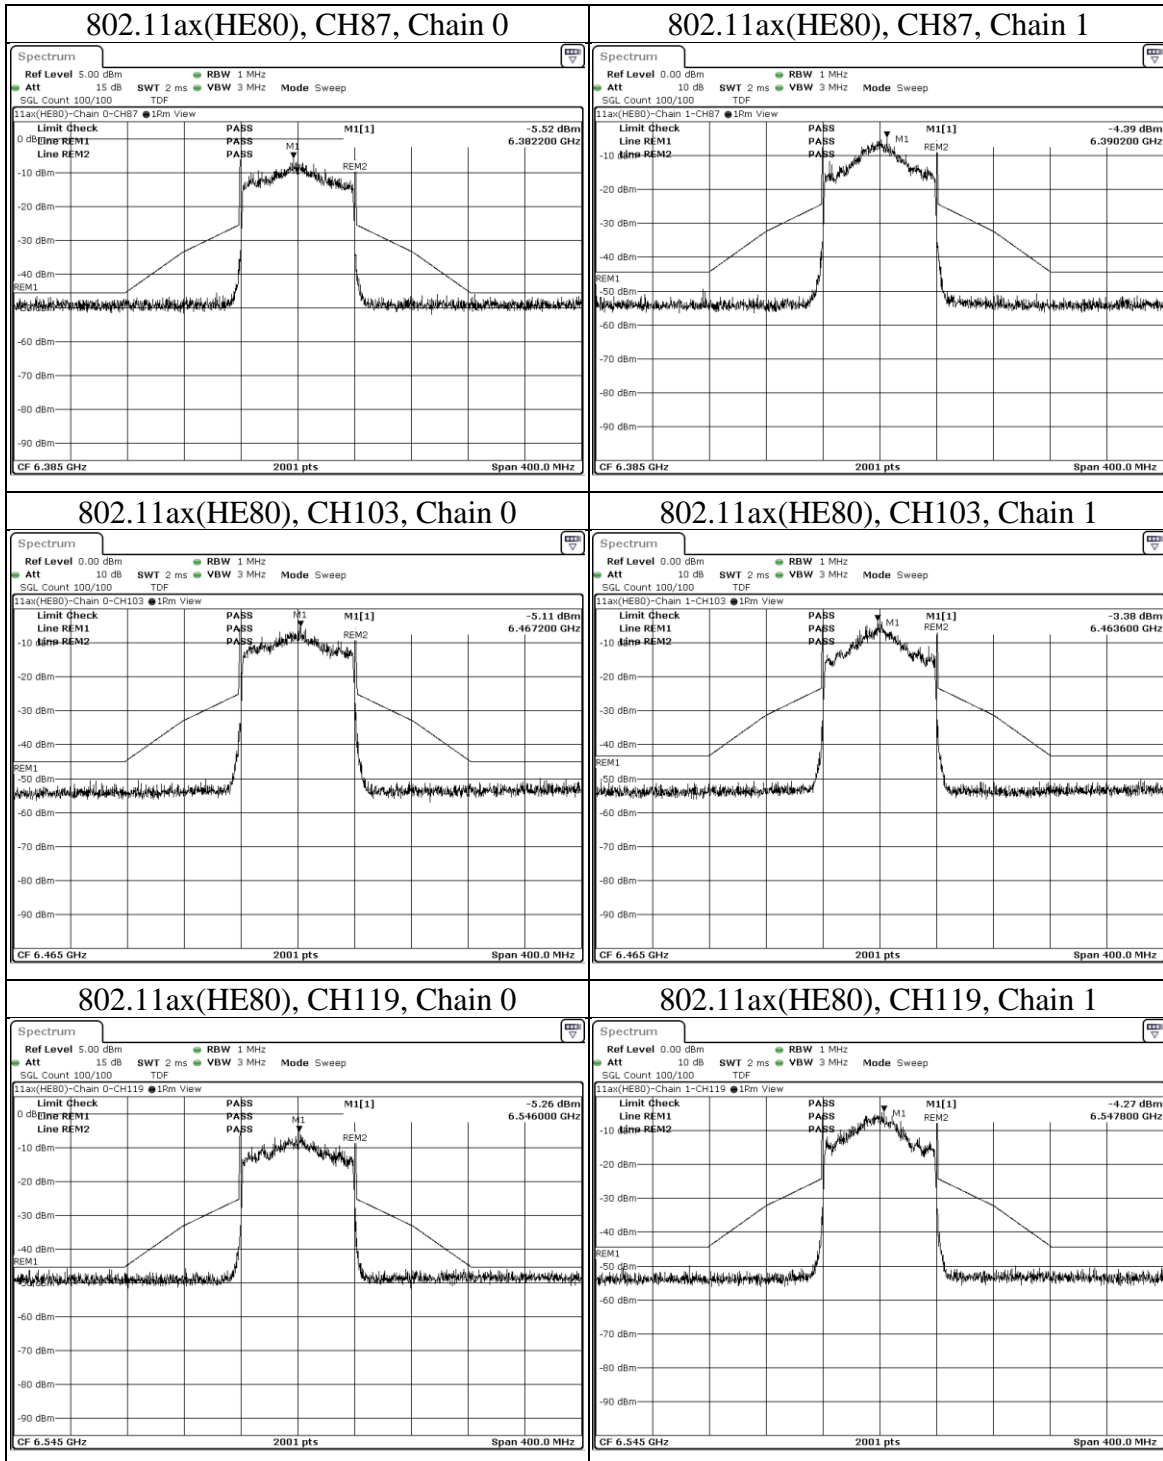 802.11ax(HE80), CH87, Chain 0
Spectrum
Ref Level 5.00 dBm RBW 1 MHz
Att 15 dB SWT 2 ms VBW 3 MHz Mode Sweep
SGL Count 100/100 TDF
11ax(HE80)-Chain 0-CH87 1Rm View
Limit Check PASS M1[1] -5.52 dBm
0 dBm Line REM1 PASS 6.382200 GHz
Line REM2 PASS M1
REM2
-10 dBm
-20 dBm
-30 dBm
-40 dBm
REM1
-50 dBm
-60 dBm
-70 dBm
-80 dBm
-90 dBm
CF 6.385 GHz 2001 pts Span 400.0 MHz
802.11ax(HE80), CH87, Chain 1
Spectrum
Ref Level 0.00 dBm RBW 1 MHz
Att 10 dB SWT 2 ms VBW 3 MHz Mode Sweep
SGL Count 100/100 TDF
11ax(HE80)-Chain 1-CH87 1Rm View
Limit Check PASS M1[1] -4.39 dBm
Line REM1 PASS M1 6.390200 GHz
-10 dBm Line REM2 PASS REM2
-20 dBm
-30 dBm
-40 dBm
REM1
-50 dBm
-60 dBm
-70 dBm
-80 dBm
-90 dBm
CF 6.385 GHz 2001 pts Span 400.0 MHz
802.11ax(HE80), CH103, Chain 0
Spectrum
Ref Level 0.00 dBm RBW 1 MHz
Att 10 dB SWT 2 ms VBW 3 MHz Mode Sweep
SGL Count 100/100 TDF
11ax(HE80)-Chain 0-CH103 1Rm View
Limit Check PASS M1 M1[1] -5.11 dBm
Line REM1 PASS 6.467200 GHz
-10 dBm Line REM2 PASS REM2
-20 dBm
-30 dBm
-40 dBm
REM1
-50 dBm
-60 dBm
-70 dBm
-80 dBm
-90 dBm
CF 6.465 GHz 2001 pts Span 400.0 MHz
802.11ax(HE80), CH103, Chain 1
Spectrum
Ref Level 0.00 dBm RBW 1 MHz
Att 10 dB SWT 2 ms VBW 3 MHz Mode Sweep
SGL Count 100/100 TDF
11ax(HE80)-Chain 1-CH103 1Rm View
Limit Check PASS M1[1] -3.38 dBm
Line REM1 PASS M1 REM2 6.463600 GHz
-10 dBm Line REM2 PASS
-20 dBm
-30 dBm
-40 dBm
REM1
-50 dBm
-60 dBm
-70 dBm
-80 dBm
-90 dBm
CF 6.465 GHz 2001 pts Span 400.0 MHz
802.11ax(HE80), CH119, Chain 0
Spectrum
Ref Level 5.00 dBm RBW 1 MHz
Att 15 dB SWT 2 ms VBW 3 MHz Mode Sweep
SGL Count 100/100 TDF
11ax(HE80)-Chain 0-CH119 1Rm View
Limit Check PASS M1[1] -5.26 dBm
0 dBm Line REM1 PASS M1 6.546000 GHz
Line REM2 PASS
REM2
-10 dBm
-20 dBm
-30 dBm
-40 dBm
REM1
-50 dBm
-60 dBm
-70 dBm
-80 dBm
-90 dBm
CF 6.545 GHz 2001 pts Span 400.0 MHz
802.11ax(HE80), CH119, Chain 1
Spectrum
Ref Level 0.00 dBm RBW 1 MHz
Att 10 dB SWT 2 ms VBW 3 MHz Mode Sweep
SGL Count 100/100 TDF
11ax(HE80)-Chain 1-CH119 1Rm View
Limit Check PASS M1[1] -4.27 dBm
Line REM1 PASS M1 REM2 6.547800 GHz
-10 dBm Line REM2 PASS
-20 dBm
-30 dBm
-40 dBm
REM1
-50 dBm
-60 dBm
-70 dBm
-80 dBm
-90 dBm
CF 6.545 GHz 2001 pts Span 400.0 MHz